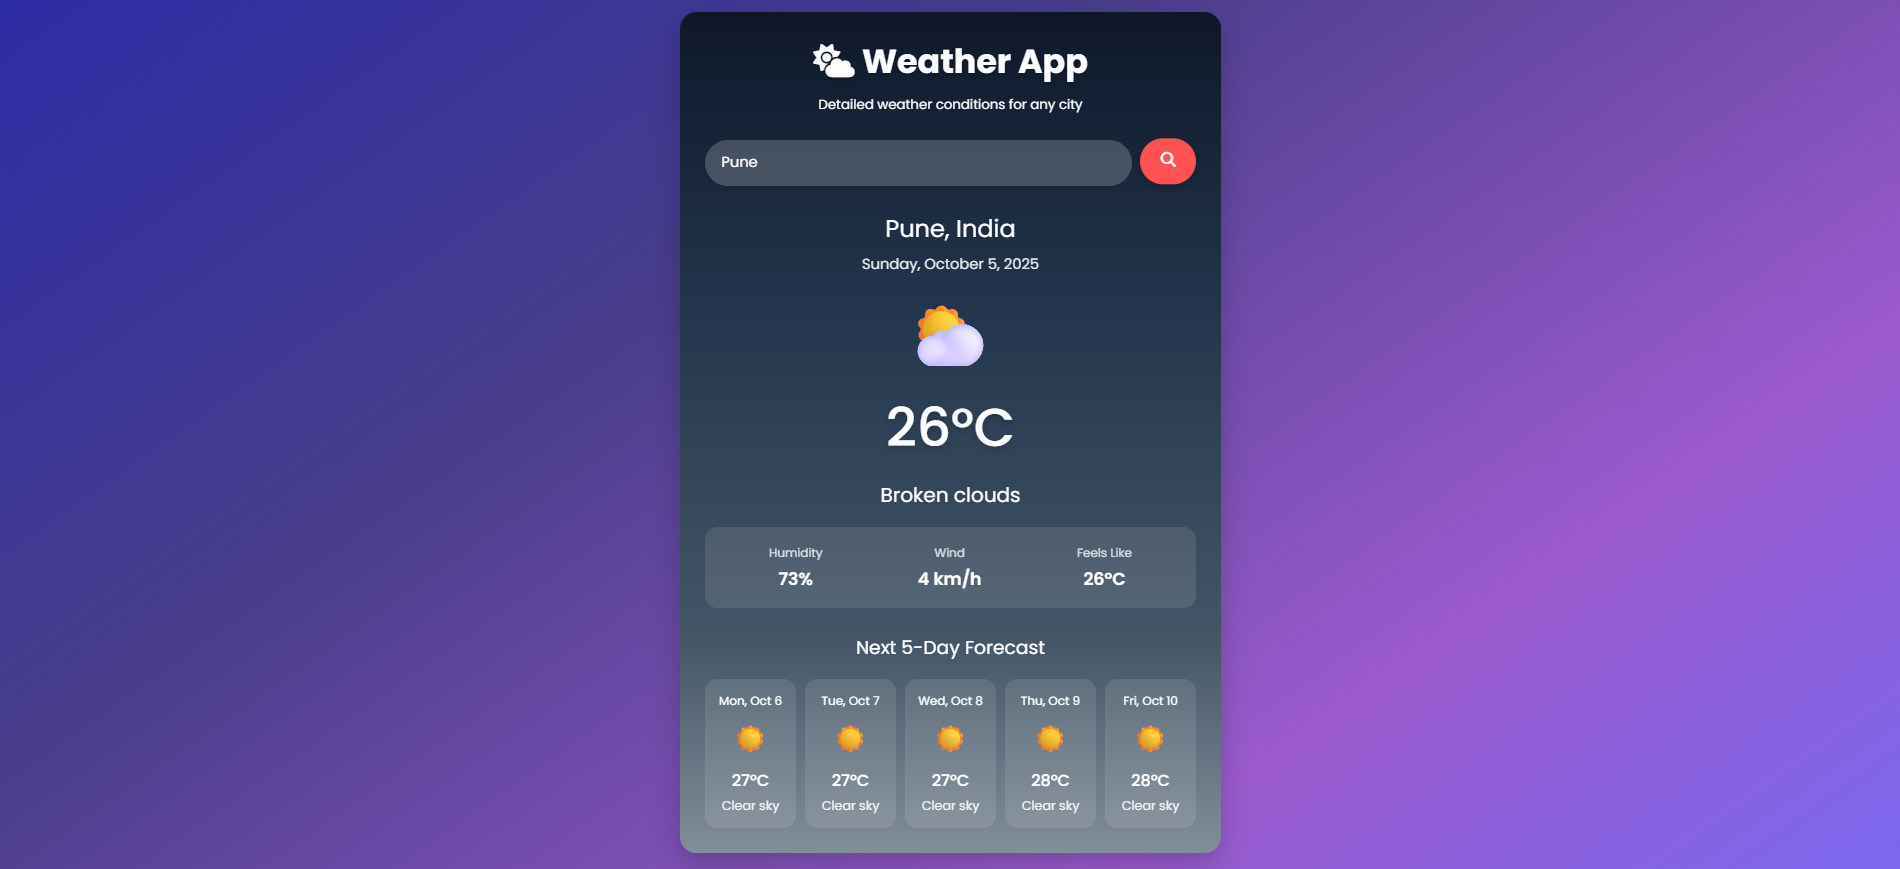 Weather App
Detailed weather conditions for any city
Pune
Pune, India
Sunday, October 5, 2025
26°C
Broken clouds
Humidity Wind Feels Like
73% 4 km/h 26°C
Next 5-Day Forecast
Mon, Oct 6 Tue, Oct 7 Wed, Oct 8 Thu, Oct 9 Fri, Oct 10
27°C 27°C 27°C 28°C 28°C
Clear sky Clear sky Clear sky Clear sky Clear sky